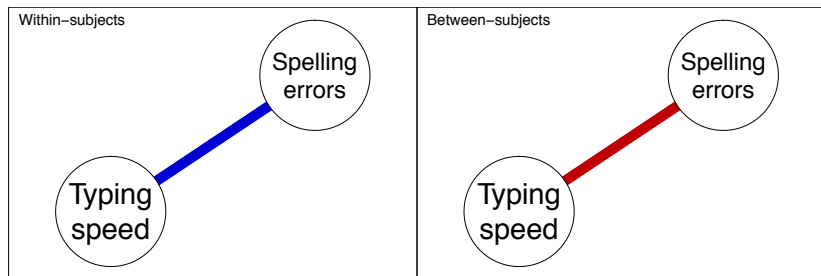 Within−subjects
Spelling
errors
Typing
speed
Between−subjects
Spelling
errors
Typing
speed